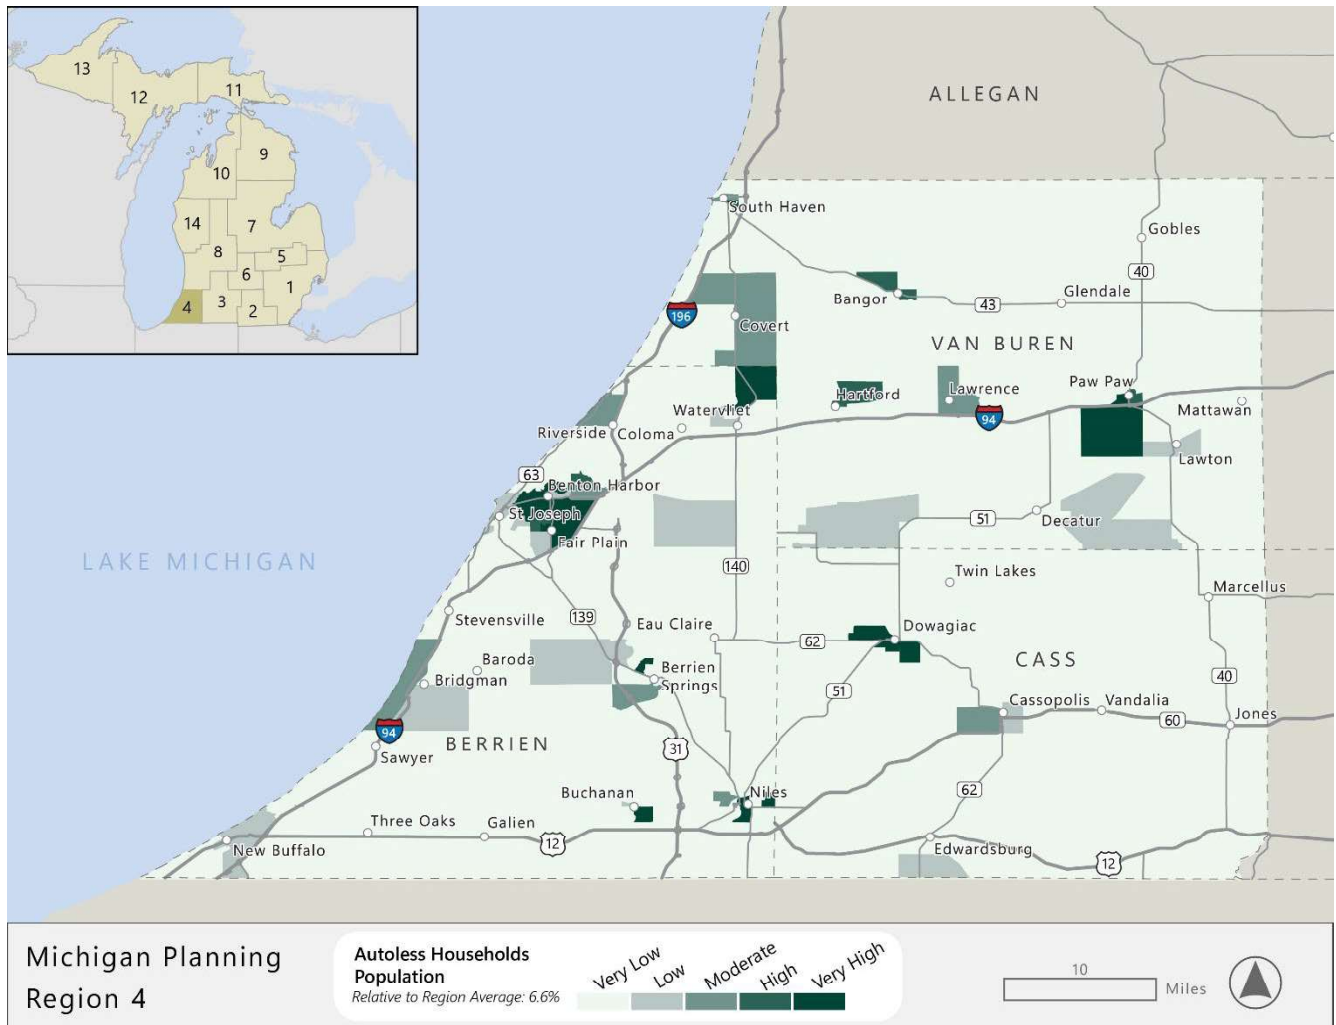 13
12
11
9
10
14
7
8
5
6
1
4
3
2
ALLEGAN
South Haven
Gobles
40
196
Bangor
43
Glendale
Covert
VAN BUREN
Paw Paw
Hartford
Lawrence
94
Mattawan
Watervliet
Riverside
Coloma
Lawton
63
Benton Harbor
St Joseph
Fair Plain
51
Decatur
LAKE MICHIGAN
140
Twin Lakes
Marcellus
Stevensville
139
Eau Claire
62
Dowagiac
CASS
Baroda
Berrien
Springs
Bridgman
51
40
Cassopolis
Vandalia
60
Jones
94
BERRIEN
31
Sawyer
Buchanan
Niles
62
Three Oaks
Galien
12
New Buffalo
Edwardsburg
12
Michigan Planning
Region 4
Autoless Households
Population
Relative to Region Average: 6.6%
Very Low
Low
Moderate
High
Very High
10
Miles